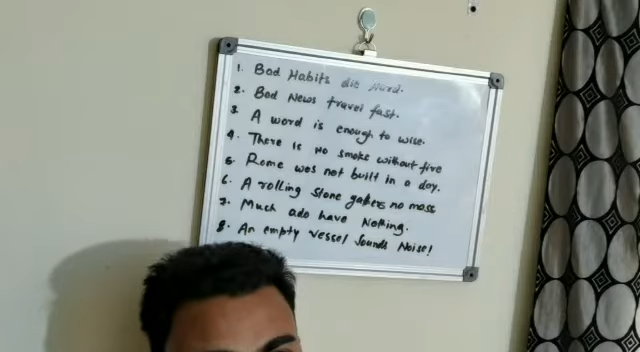 1. Bad Habits die Hard.
2. Bad News travel fast.
3. A word is enough to wise.
4. There is No smoke without fire
5. Rome was not built in a day.
6. A rolling stone gathers no moss
7. Much ado have Nothing.
8. An empty vessel sounds Noise!